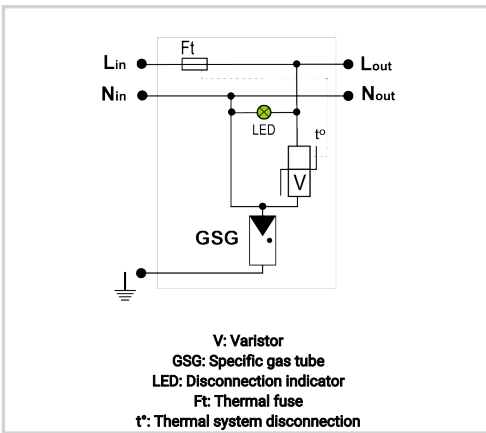 Ft
Lin
Lout
Nin
Nout
LED
t°
V
GSG
V: Varistor
GSG: Specific gas tube
LED: Disconnection indicator
Ft: Thermal fuse
t°: Thermal system disconnection